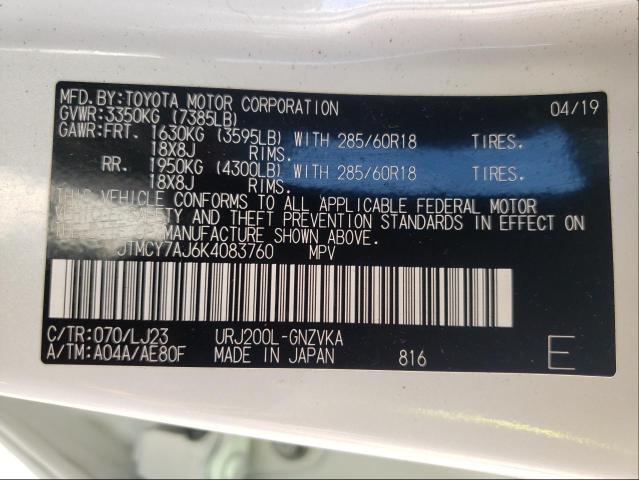 MFD.BY:TOYOTA MOTOR CORPORATION 04/19
GVWR:3350KG (7385LB)
GAWR:FRT. 1630KG (3595LB) WITH 285/60R18 TIRES.
18X8J RIMS.
RR. 1950KG (4300LB) WITH 285/60R18 TIRES.
18X8J RIMS.
THIS VEHICLE CONFORMS TO ALL APPLICABLE FEDERAL MOTOR
VEHICLE SAFETY AND THEFT PREVENTION STANDARDS IN EFFECT ON
MANUFACTURE SHOWN ABOVE.
JTMCY7AJ6K4083760 MPV
C/TR:070/LJ23 URJ200L-GNZVKA
A/TM:A04A/AE80F MADE IN JAPAN 816 E